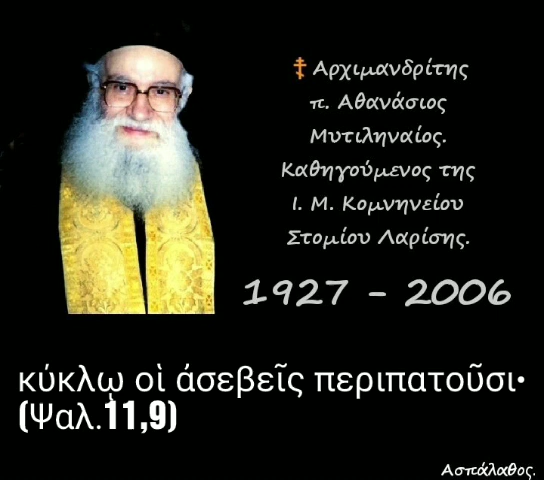 ☦ Αρχιμανδρίτης
π. Αθανάσιος
Μυτιληναίος.
Καθηγούμενος της
Ι. Μ. Κομνηνείου
Στομίου Λαρίσης.
1927 - 2006
κύκλῳ οἱ ἀσεβεῖς περιπατοῦσι·
(Ψαλ.11,9)
Ασπάλαθος.